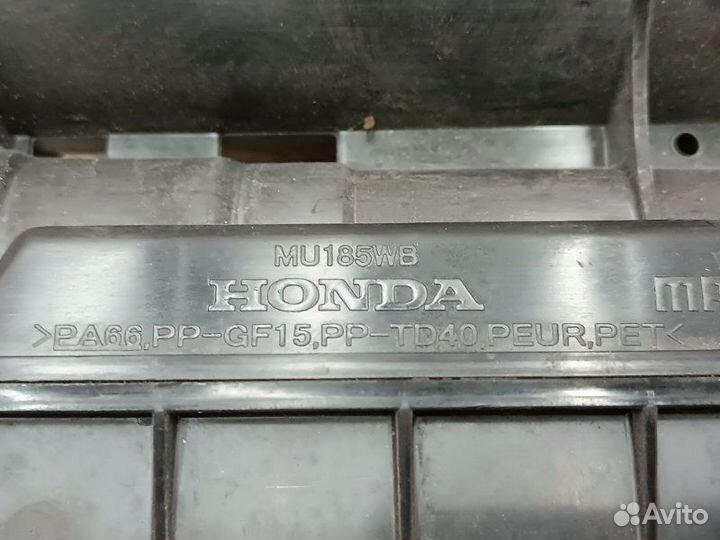 MU185WB
HONDA
>PA66,PP-GF15,PP-TD40,PEUR,PET<
Avito